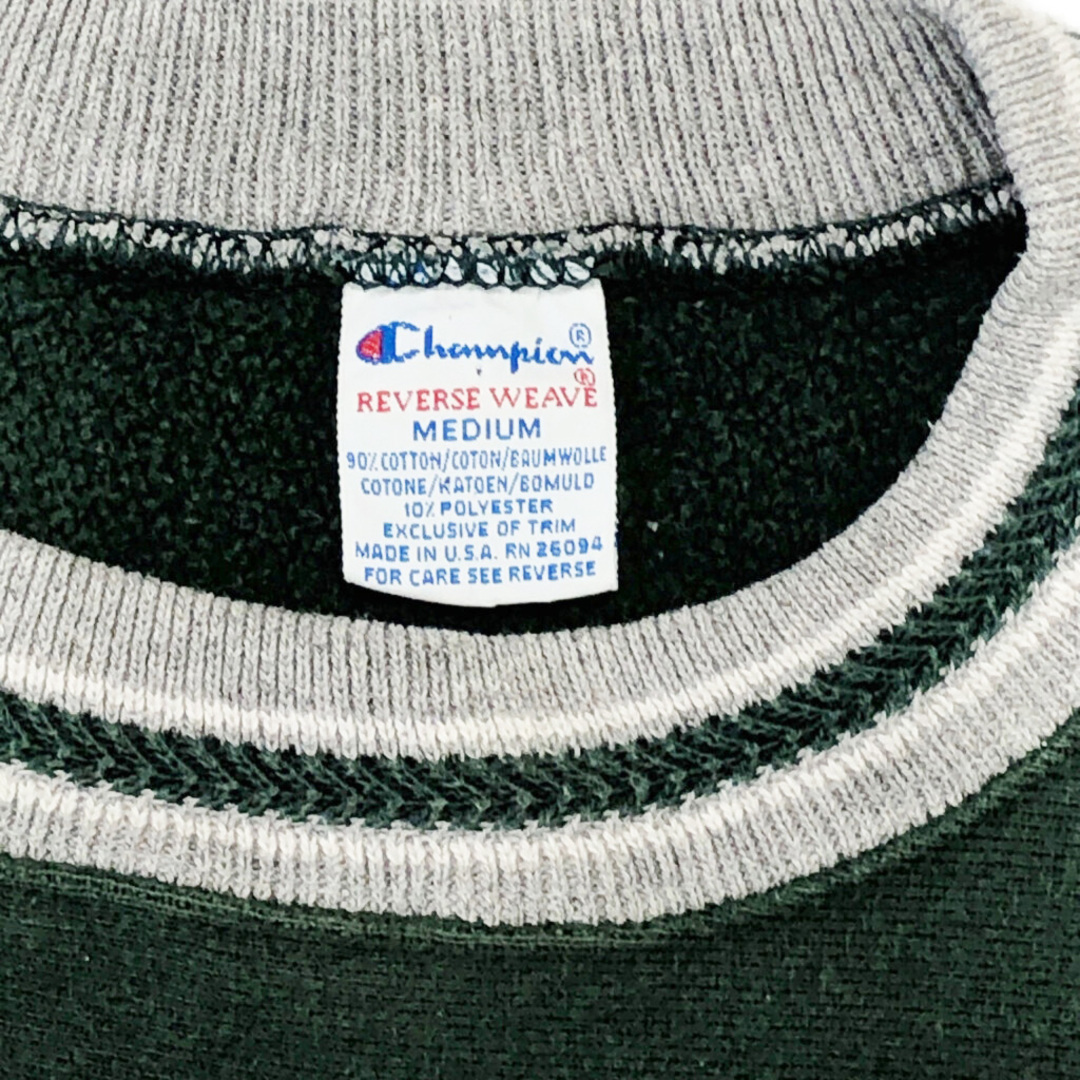 Champion®
®
REVERSE WEAVE
MEDIUM
90% COTTON/COTON/BAUMWOLLE
COTONE/KATOEN/BOMULD
10% POLYESTER
EXCLUSIVE OF TRIM
MADE IN U.S.A. RN 26094
FOR CARE SEE REVERSE